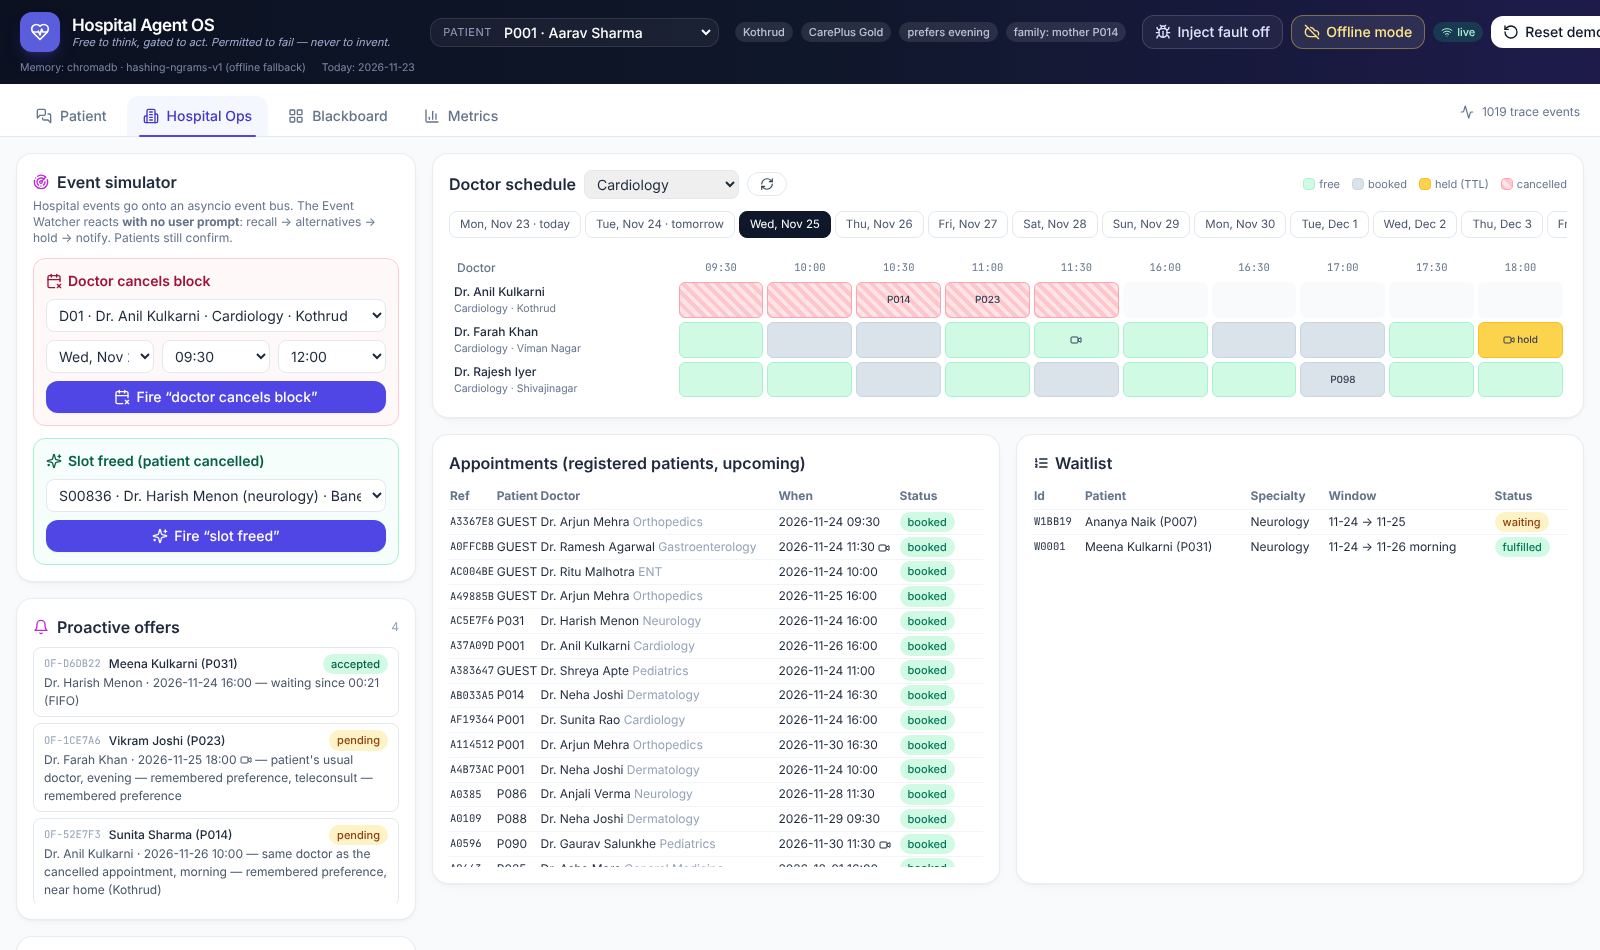 Hospital Agent OS
Free to think, gated to act. Permitted to fail — never to invent.
PATIENT P001 · Aarav Sharma
Kothrud
CarePlus Gold
prefers evening
family: mother P014
Inject fault off
Offline mode
live
Reset demo
Memory: chromadb · hashing-ngrams-v1 (offline fallback) Today: 2026-11-23
Patient
Hospital Ops
Blackboard
Metrics
1019 trace events
Event simulator
Hospital events go onto an asyncio event bus. The Event
Watcher reacts with no user prompt: recall → alternatives →
hold → notify. Patients still confirm.
Doctor cancels block
D01 · Dr. Anil Kulkarni · Cardiology · Kothrud
Wed, Nov 09:30 12:00
Fire “doctor cancels block”
Slot freed (patient cancelled)
S00836 · Dr. Harish Menon (neurology) · Bane
Fire “slot freed”
Proactive offers 4
OF-D6DB22 Meena Kulkarni (P031) accepted
Dr. Harish Menon · 2026-11-24 16:00 — waiting since 00:21
(FIFO)
OF-1CE7A6 Vikram Joshi (P023) pending
Dr. Farah Khan · 2026-11-25 18:00 — patient's usual
doctor, evening — remembered preference, teleconsult —
remembered preference
OF-52E7F3 Sunita Sharma (P014) pending
Dr. Anil Kulkarni · 2026-11-26 10:00 — same doctor as the
cancelled appointment, morning — remembered preference,
near home (Kothrud)
Doctor schedule Cardiology
free booked held (TTL) cancelled
Mon, Nov 23 · today
Tue, Nov 24 · tomorrow
Wed, Nov 25
Thu, Nov 26
Fri, Nov 27
Sat, Nov 28
Sun, Nov 29
Mon, Nov 30
Tue, Dec 1
Wed, Dec 2
Thu, Dec 3
Fr
Doctor 09:30 10:00 10:30 11:00 11:30 16:00 16:30 17:00 17:30 18:00
Dr. Anil Kulkarni
Cardiology · Kothrud
P014 P023
Dr. Farah Khan
Cardiology · Viman Nagar
hold
Dr. Rajesh Iyer
Cardiology · Shivajinagar
P098
Appointments (registered patients, upcoming)
Ref Patient Doctor When Status
A3367E8 GUEST Dr. Arjun Mehra Orthopedics 2026-11-24 09:30 booked
A0FFCBB GUEST Dr. Ramesh Agarwal Gastroenterology 2026-11-24 11:30 booked
AC004BE GUEST Dr. Ritu Malhotra ENT 2026-11-24 10:00 booked
A49885B GUEST Dr. Arjun Mehra Orthopedics 2026-11-25 16:00 booked
AC5E7F6 P031 Dr. Harish Menon Neurology 2026-11-24 16:00 booked
A37A09D P001 Dr. Anil Kulkarni Cardiology 2026-11-26 16:00 booked
A383647 GUEST Dr. Shreya Apte Pediatrics 2026-11-24 11:00 booked
AB033A5 P014 Dr. Neha Joshi Dermatology 2026-11-24 16:30 booked
AF19364 P001 Dr. Sunita Rao Cardiology 2026-11-24 16:00 booked
A114512 P001 Dr. Arjun Mehra Orthopedics 2026-11-30 16:30 booked
A4B73AC P001 Dr. Neha Joshi Dermatology 2026-11-24 10:00 booked
A0385 P086 Dr. Anjali Verma Neurology 2026-11-28 11:30 booked
A0109 P088 Dr. Neha Joshi Dermatology 2026-11-29 09:30 booked
A0596 P090 Dr. Gaurav Salunkhe Pediatrics 2026-11-30 11:30 booked
Waitlist
Id Patient Specialty Window Status
W1BB19 Ananya Naik (P007) Neurology 11-24 → 11-25 waiting
W0001 Meena Kulkarni (P031) Neurology 11-24 → 11-26 morning fulfilled